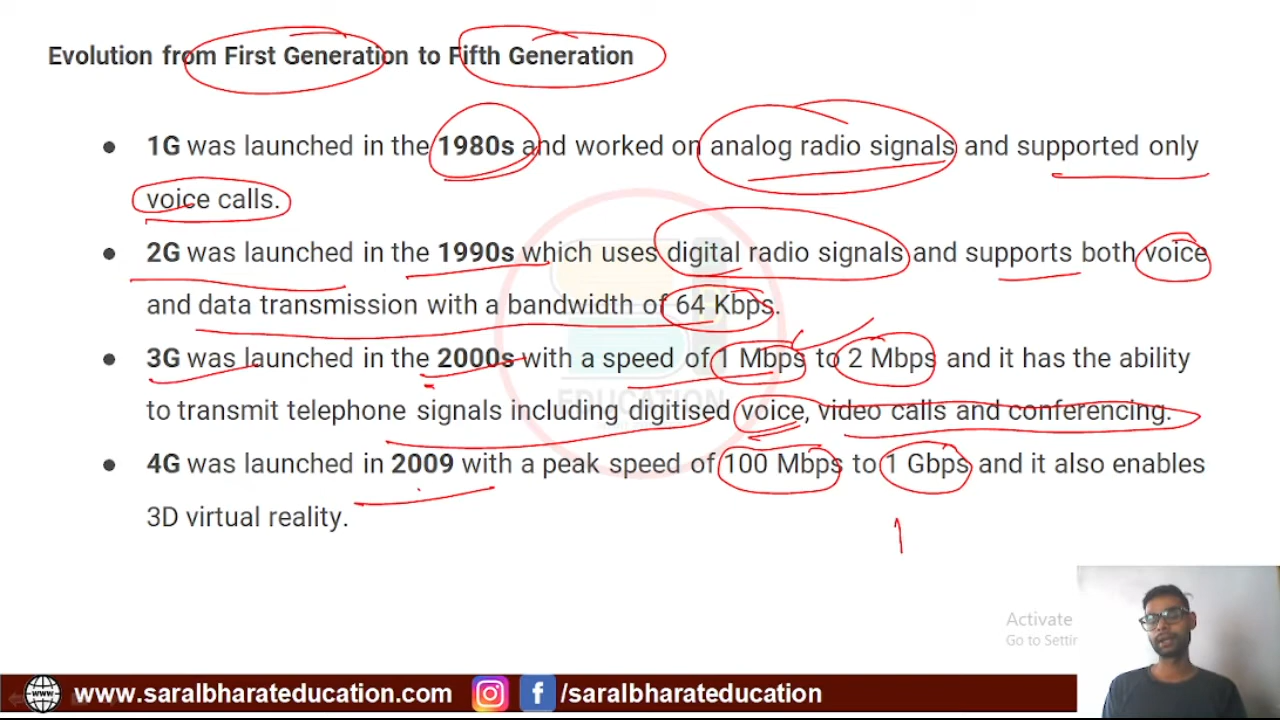 Evolution from First Generation to Fifth Generation
● 1G was launched in the 1980s and worked on analog radio signals and supported only
voice calls.
● 2G was launched in the 1990s which uses digital radio signals and supports both voice
and data transmission with a bandwidth of 64 Kbps.
● 3G was launched in the 2000s with a speed of 1 Mbps to 2 Mbps and it has the ability
to transmit telephone signals including digitised voice, video calls and conferencing.
● 4G was launched in 2009 with a peak speed of 100 Mbps to 1 Gbps and it also enables
3D virtual reality.
EDUCATION
1
Activate
Go to Settin
WWW
www.saralbharateducation.com
/saralbharateducation